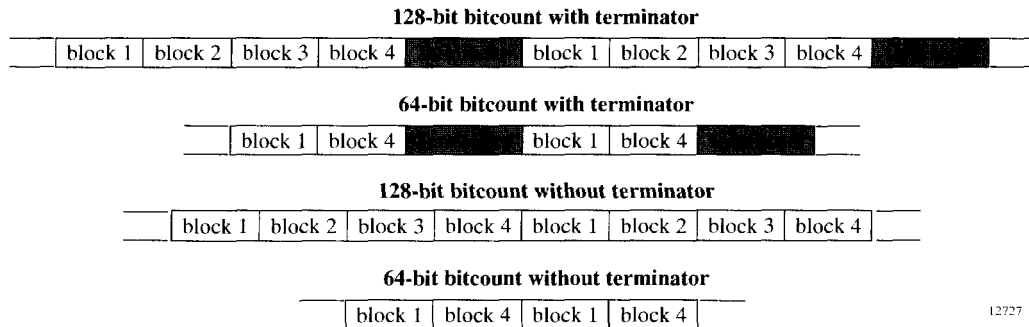 128-bit bitcount with terminator
block 1 block 2 block 3 block 4 block 1 block 2 block 3 block 4
64-bit bitcount with terminator
block 1 block 4 block 1 block 4
128-bit bitcount without terminator
block 1 block 2 block 3 block 4 block 1 block 2 block 3 block 4
64-bit bitcount without terminator
block 1 block 4 block 1 block 4
12727